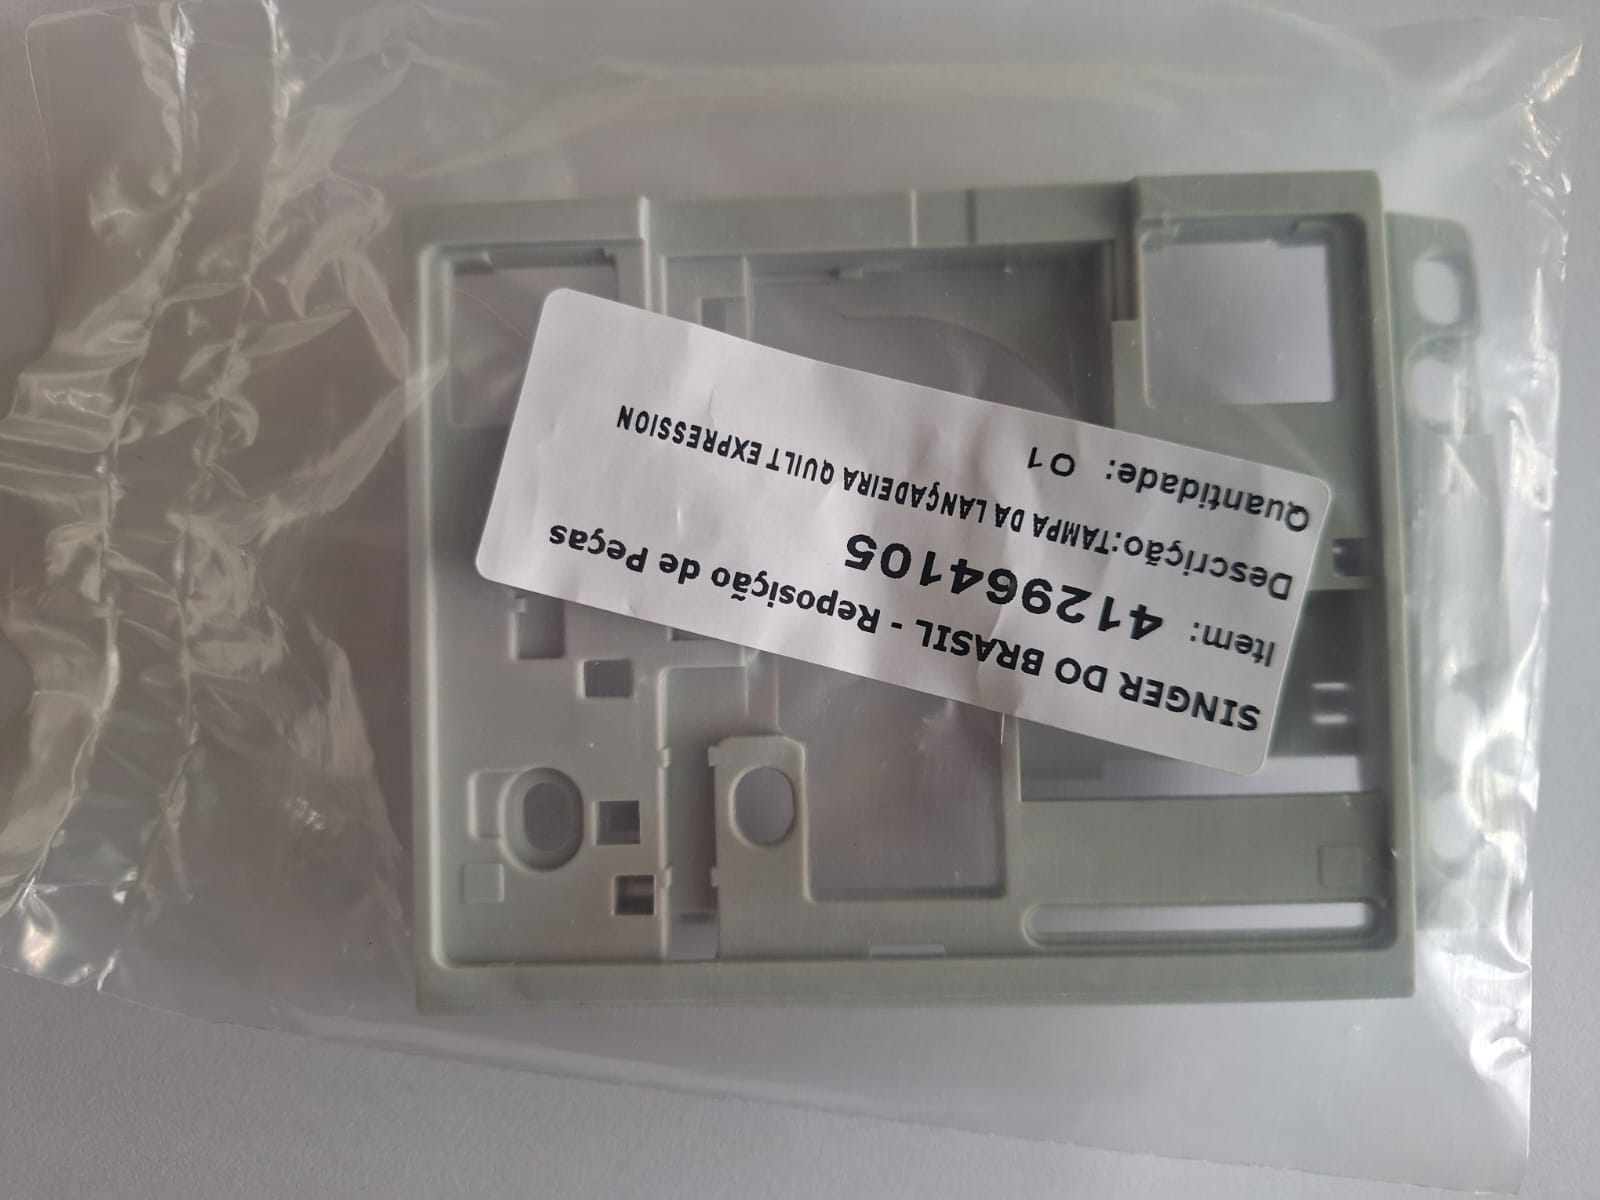 SINGER DO BRASIL - Reposição de Peças
Item: 412964105
Descrição:TAMPA DA LANÇADEIRA QUILT EXPRESSION
Quantidade: 01